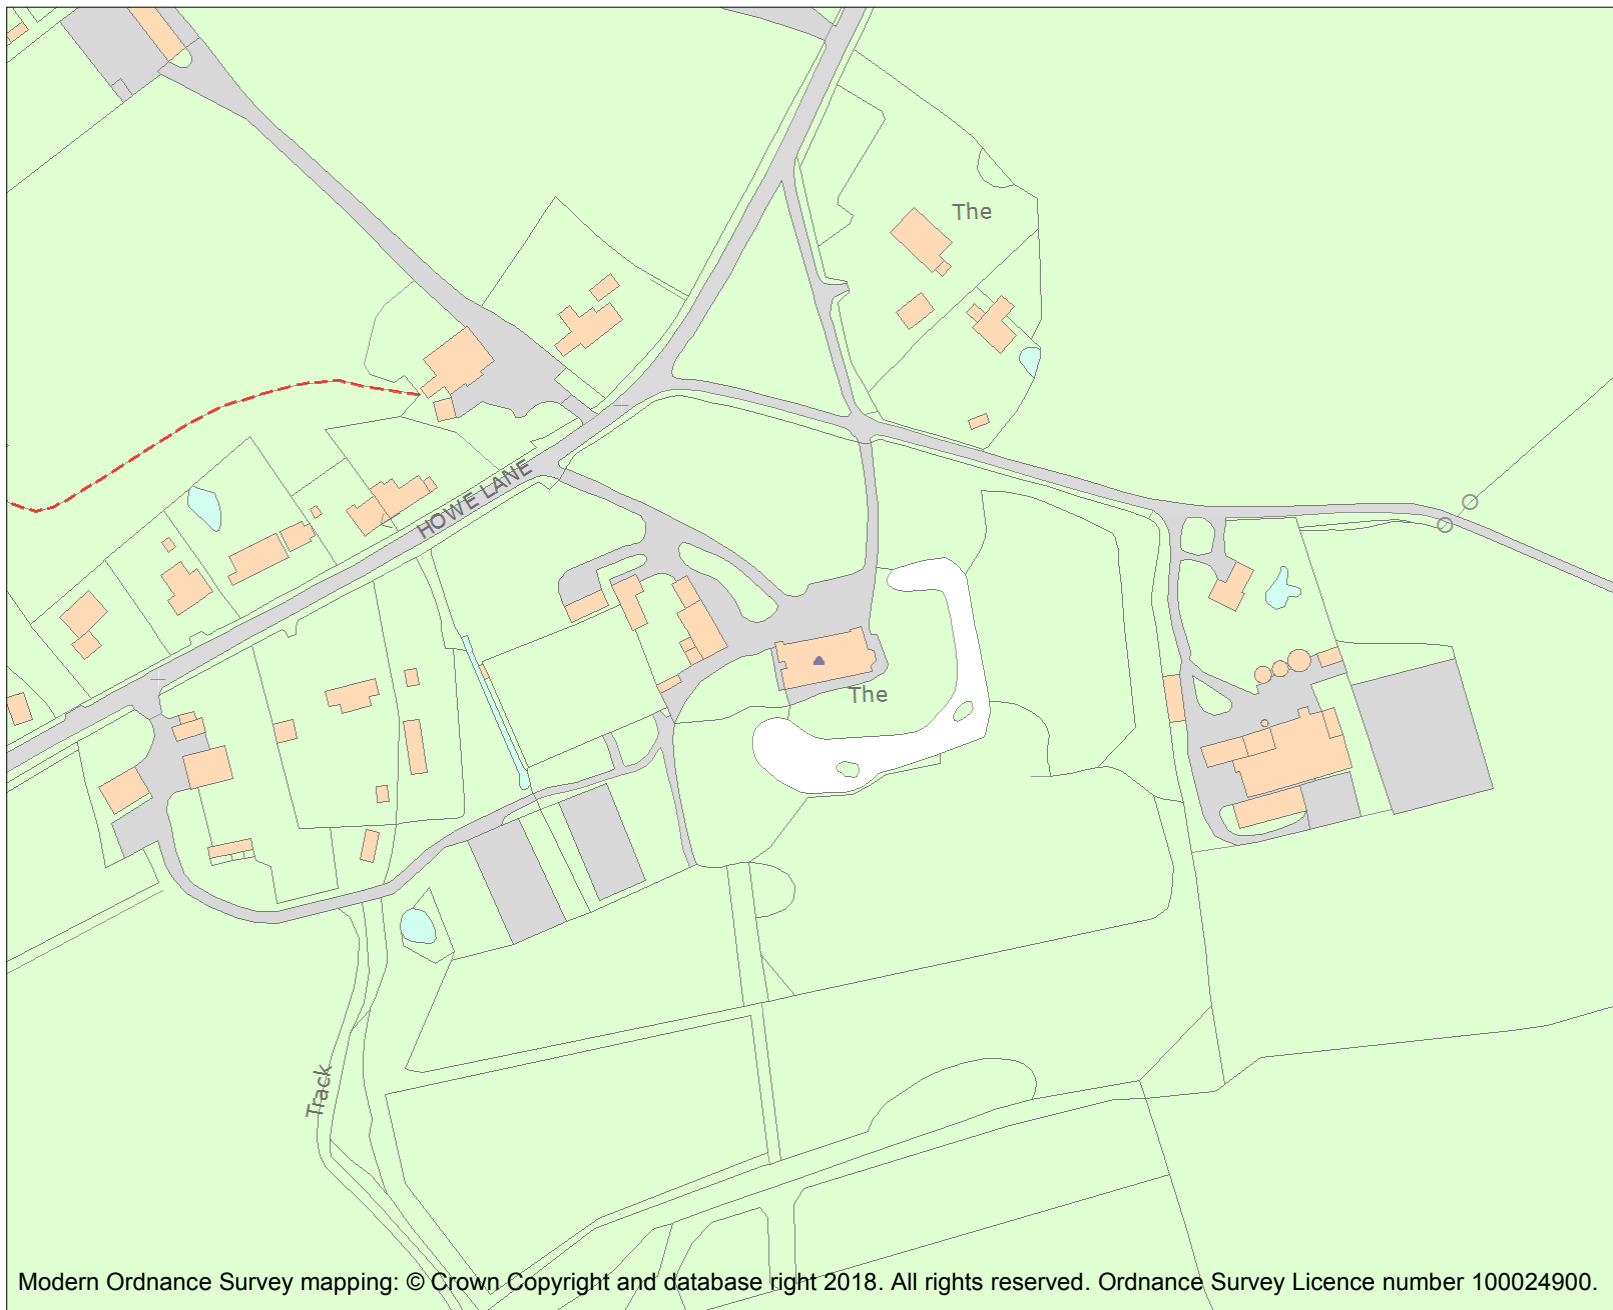 The
HOWE LANE
The
Track
Modern Ordnance Survey mapping: © Crown Copyright and database right 2018. All rights reserved. Ordnance Survey Licence number 100024900.